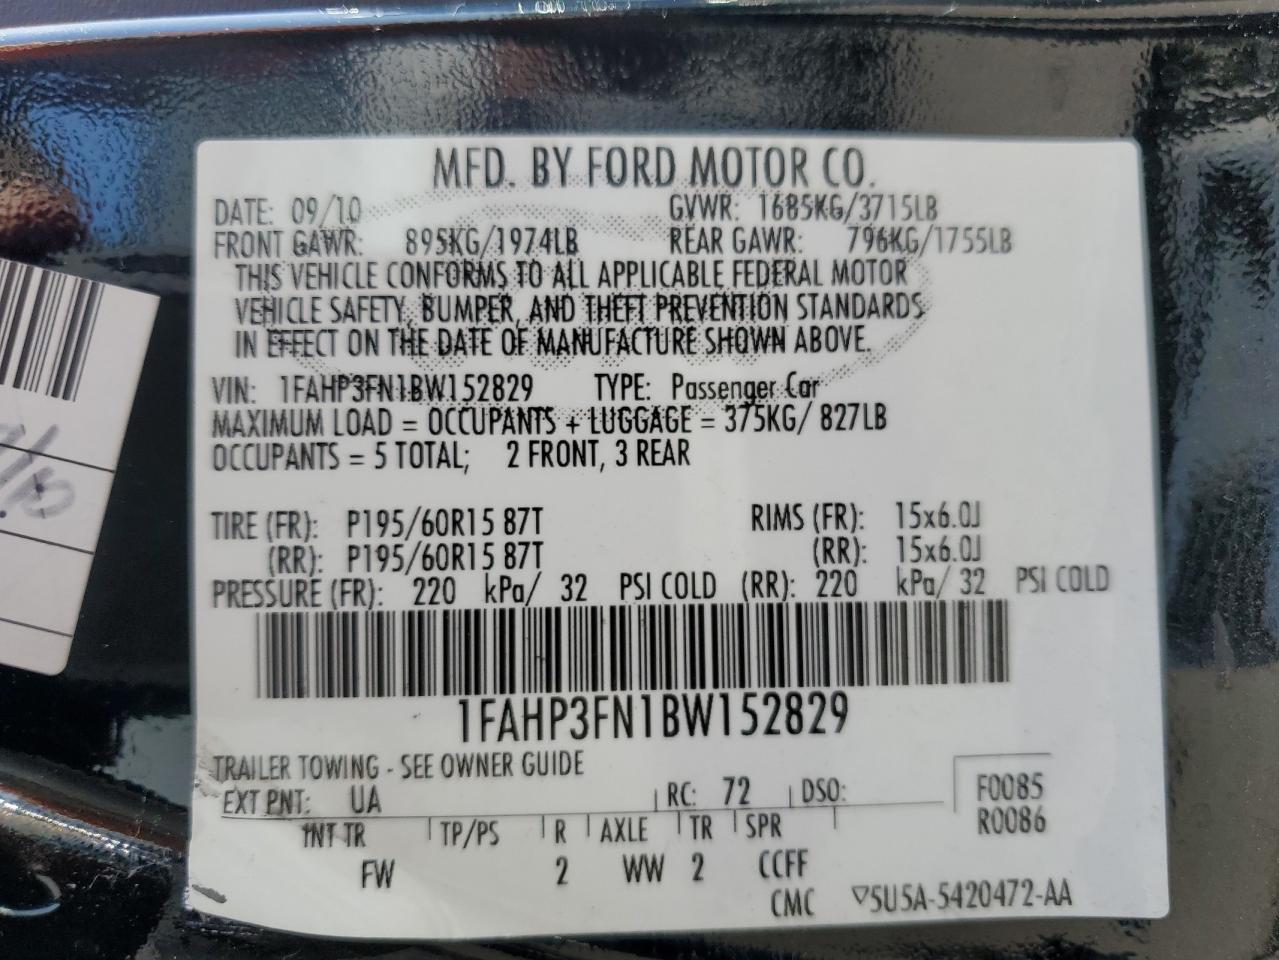 MFD. BY FORD MOTOR CO.
DATE: 09/10 GVWR: 1685KG/3715LB
FRONT GAWR: 895KG/1974LB REAR GAWR: 796KG/1755LB
THIS VEHICLE CONFORMS TO ALL APPLICABLE FEDERAL MOTOR
VEHICLE SAFETY, BUMPER, AND THEFT PREVENTION STANDARDS
IN EFFECT ON THE DATE OF MANUFACTURE SHOWN ABOVE.
VIN: 1FAHP3FN1BW152829 TYPE: Passenger Car
MAXIMUM LOAD = OCCUPANTS + LUGGAGE = 375KG/ 827LB
OCCUPANTS = 5 TOTAL; 2 FRONT, 3 REAR
TIRE (FR): P195/60R15 87T RIMS (FR): 15x6.0J
(RR): P195/60R15 87T (RR): 15x6.0J
PRESSURE (FR): 220 kPa/ 32 PSI COLD (RR): 220 kPa/ 32 PSI COLD
1FAHP3FN1BW152829
TRAILER TOWING - SEE OWNER GUIDE
EXT PNT: UA RC: 72 DSO: F0085
INT TR TP/PS R AXLE TR SPR R0086
FW 2 WW 2 CCFF
CMC ▽5U5A-5420472-AA